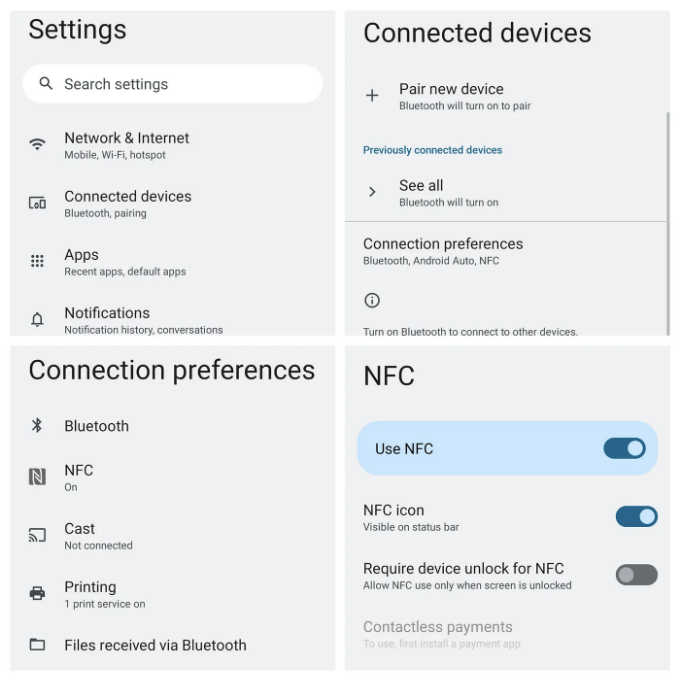 Settings
Search settings
Network & Internet
Mobile, Wi-Fi, hotspot
Connected devices
Bluetooth, pairing
Apps
Recent apps, default apps
Notifications
Notification history, conversations
Connected devices
Pair new device
Bluetooth will turn on to pair
Previously connected devices
See all
Bluetooth will turn on
Connection preferences
Bluetooth, Android Auto, NFC
Turn on Bluetooth to connect to other devices.
Connection preferences
Bluetooth
NFC
On
Cast
Not connected
Printing
1 print service on
Files received via Bluetooth
NFC
Use NFC
NFC icon
Visible on status bar
Require device unlock for NFC
Allow NFC use only when screen is unlocked
Contactless payments
To use, first install a payment app